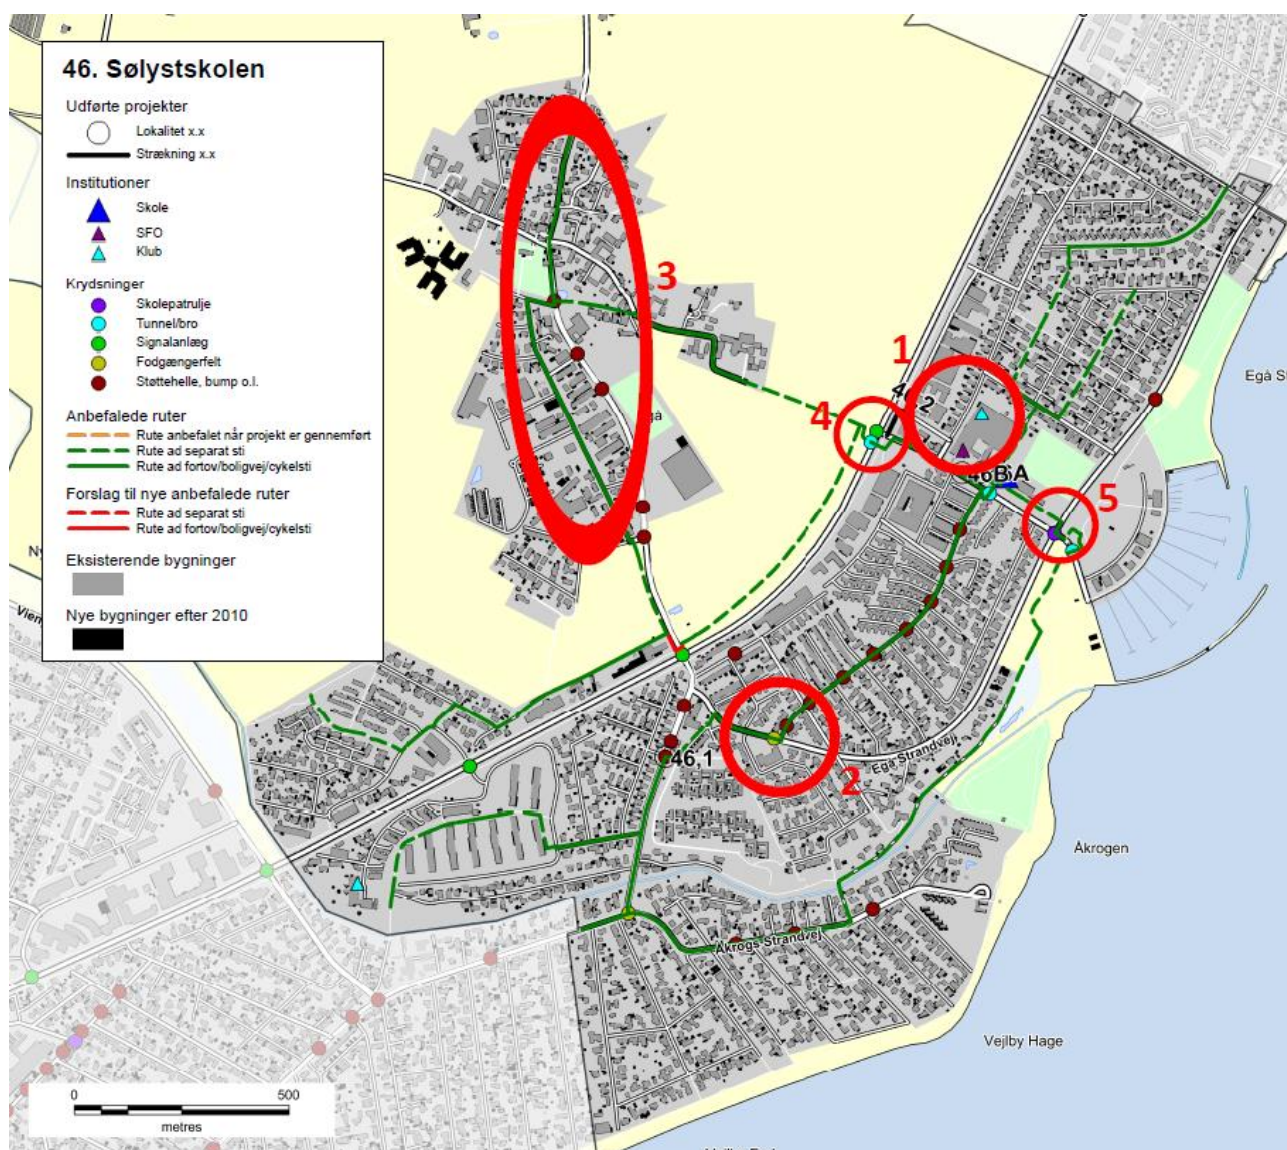 46. Sølystskolen
Udførte projekter
Lokalitet x.x
Strækning x.x
Institutioner
Skole
SFO
Klub
Krydsninger
Skolepatrulje
Tunnel/bro
Signalanlæg
Fodgængerfelt
Støttehelle, bump o.l.
Anbefalede ruter
Rute anbefalet når projekt er gennemført
Rute ad separat sti
Rute ad fortov/boligvej/cykelsti
Forslag til nye anbefalede ruter
Rute ad separat sti
Rute ad fortov/boligvej/cykelsti
Eksisterende bygninger
Nye bygninger efter 2010
3
1
46.2
4
46B
A
5
Egå
2
46.1
Egå Strandvej
Åkrogs Strandvej
Åkrogen
Vejlby Hage
0
500
metres